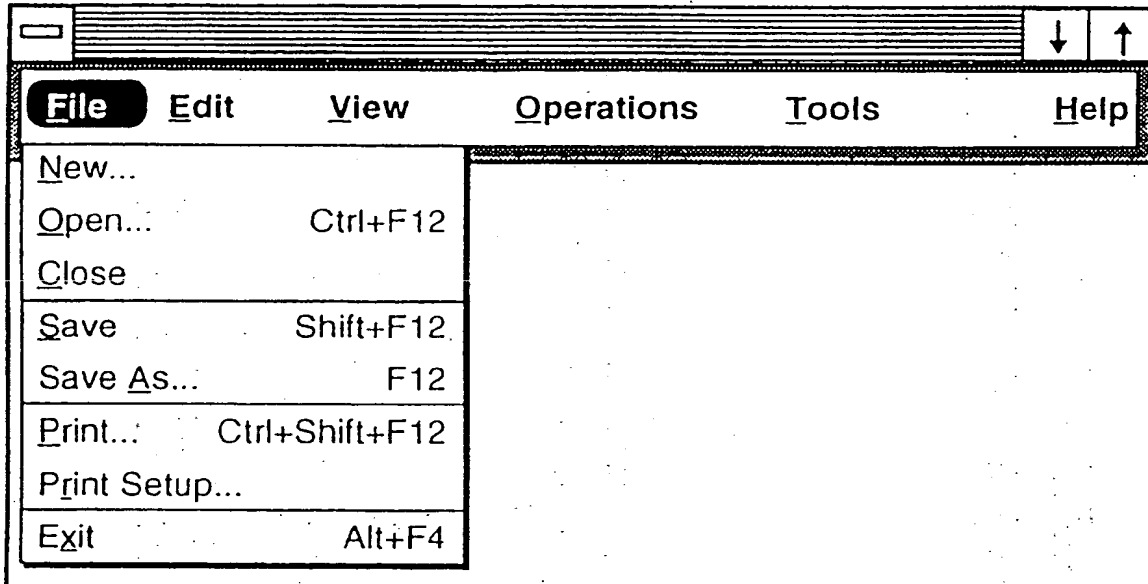 File Edit View Operations Tools Help
New...
Open... Ctrl+F12
Close
Save Shift+F12
Save As... F12
Print... Ctrl+Shift+F12
Print Setup...
Exit Alt+F4